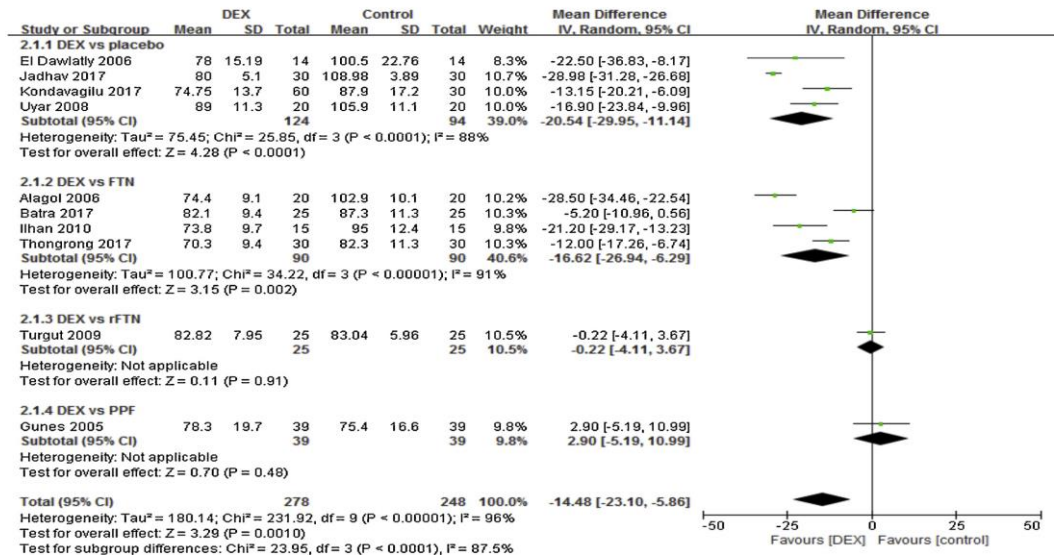 DEX Control Mean Difference Mean Difference
Study or Subgroup Mean SD Total Mean SD Total Weight IV, Random, 95% CI IV, Random, 95% CI
2.1.1 DEX vs placebo
El Dawlatly 2006 78 15.19 14 100.5 22.76 14 8.3% -22.50 [-36.83, -8.17]
Jadhav 2017 80 5.1 30 108.98 3.89 30 10.7% -28.98 [-31.28, -26.68]
Kondavagilu 2017 74.75 13.7 60 87.9 17.2 30 10.0% -13.15 [-20.21, -6.09]
Uyar 2008 89 11.3 20 105.9 11.1 20 10.0% -16.90 [-23.84, -9.96]
Subtotal (95% CI) 124 94 39.0% -20.54 [-29.95, -11.14]
Heterogeneity: Tau² = 75.45; Chi² = 25.85, df = 3 (P < 0.0001); I² = 88%
Test for overall effect: Z = 4.28 (P < 0.0001)
2.1.2 DEX vs FTN
Alagol 2006 74.4 9.1 20 102.9 10.1 20 10.2% -28.50 [-34.46, -22.54]
Batra 2017 82.1 9.4 25 87.3 11.3 25 10.3% -5.20 [-10.96, 0.56]
Ilhan 2010 73.8 9.7 15 95 12.4 15 9.8% -21.20 [-29.17, -13.23]
Thongrong 2017 70.3 9.4 30 82.3 11.3 30 10.4% -12.00 [-17.26, -6.74]
Subtotal (95% CI) 90 90 40.6% -16.62 [-26.94, -6.29]
Heterogeneity: Tau² = 100.77; Chi² = 34.22, df = 3 (P < 0.00001); I² = 91%
Test for overall effect: Z = 3.15 (P = 0.002)
2.1.3 DEX vs rFTN
Turgut 2009 82.82 7.95 25 83.04 5.96 25 10.5% -0.22 [-4.11, 3.67]
Subtotal (95% CI) 25 25 10.5% -0.22 [-4.11, 3.67]
Heterogeneity: Not applicable
Test for overall effect: Z = 0.11 (P = 0.91)
2.1.4 DEX vs PPF
Gunes 2005 78.3 19.7 39 75.4 16.6 39 9.8% 2.90 [-5.19, 10.99]
Subtotal (95% CI) 39 39 9.8% 2.90 [-5.19, 10.99]
Heterogeneity: Not applicable
Test for overall effect: Z = 0.70 (P = 0.48)
Total (95% CI) 278 248 100.0% -14.48 [-23.10, -5.86]
Heterogeneity: Tau² = 180.14; Chi² = 231.92, df = 9 (P < 0.00001); I² = 96%
Test for overall effect: Z = 3.29 (P = 0.0010)
Test for subgroup differences: Chi² = 23.95, df = 3 (P < 0.0001), I² = 87.5%
-50 -25 0 25 50
Favours [DEX] Favours [control]